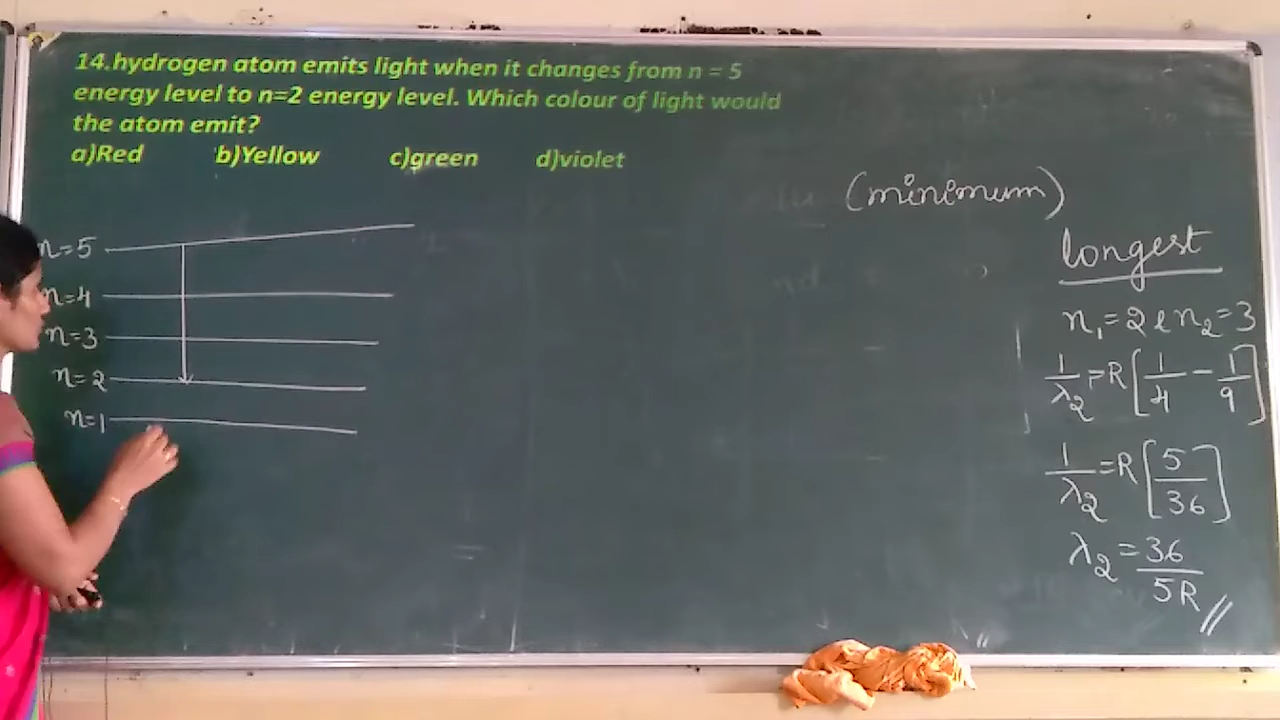 14.hydrogen atom emits light when it changes from n = 5
energy level to n=2 energy level. Which colour of light would
the atom emit?
a)Red b)Yellow c)green d)violet
(minimum)
longest
n=5
n=4
n=3
n=2
n=1
n₁=2 & n₂=3
1/λ₂ = R[1/4 - 1/9]
1/λ₂ = R[5/36]
λ₂ = 36/5R //